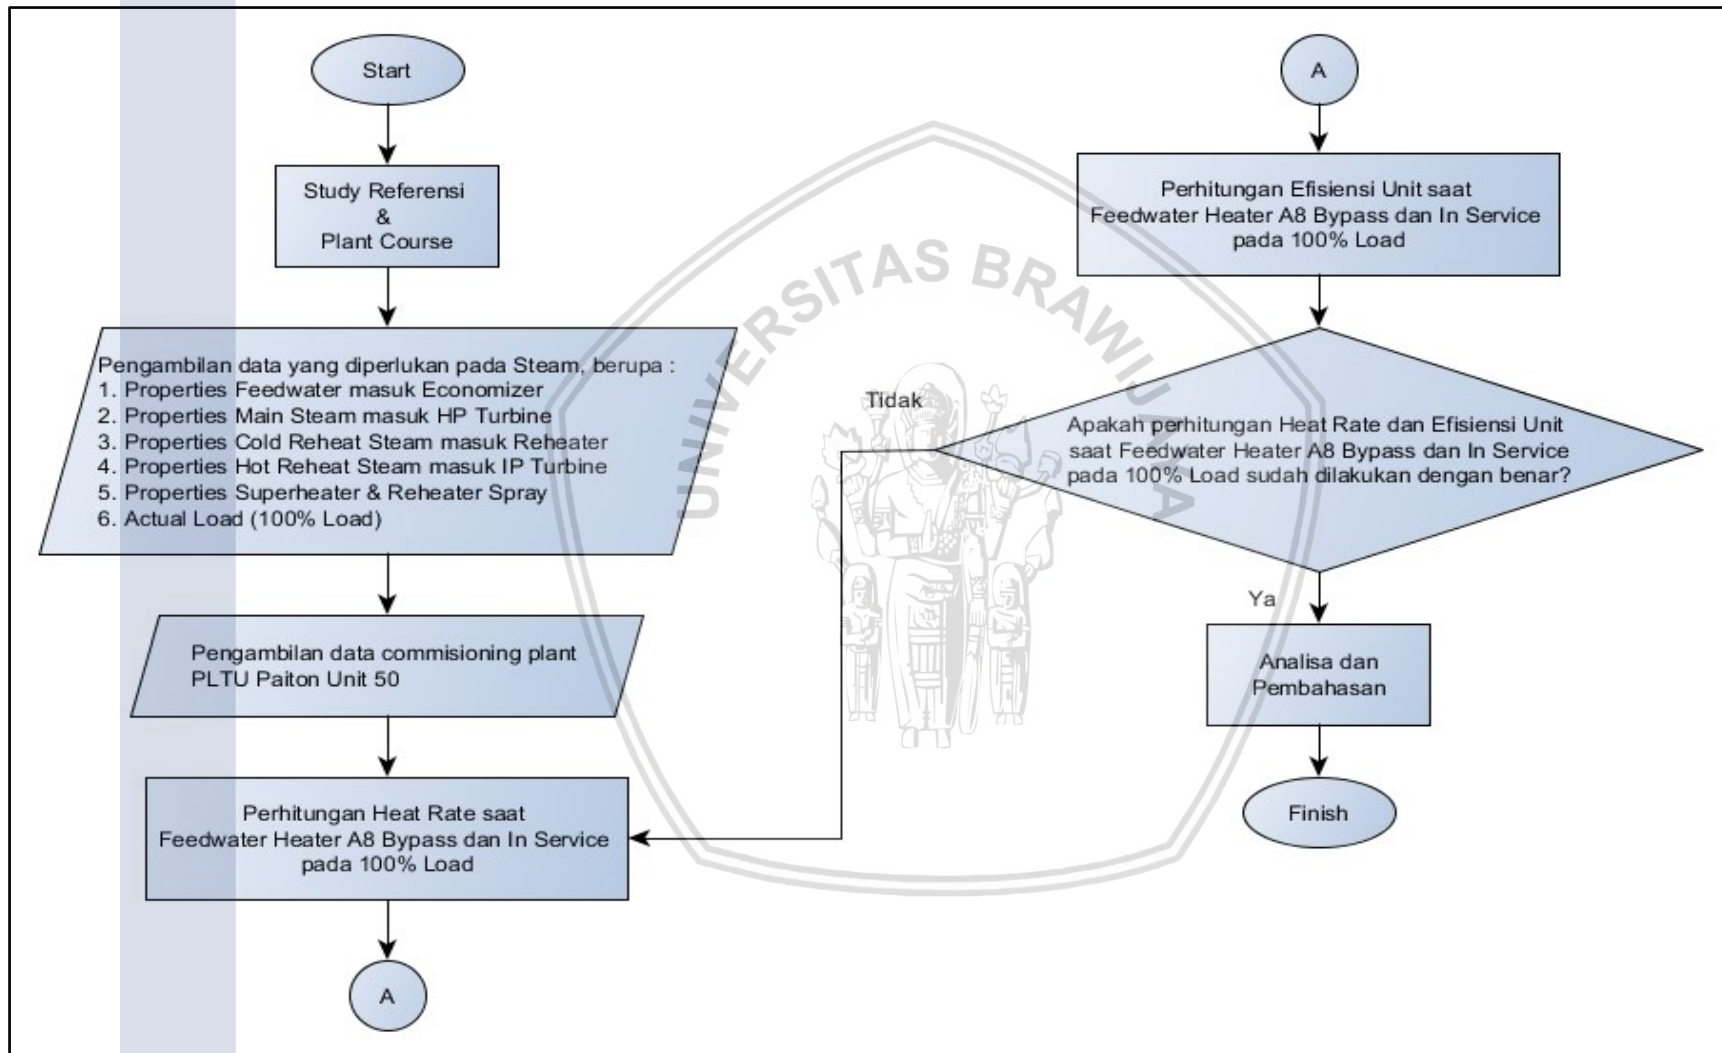 Start
Study Referensi
&
Plant Course
Pengambilan data yang diperlukan pada Steam, berupa :
1. Properties Feedwater masuk Economizer
2. Properties Main Steam masuk HP Turbine
3. Properties Cold Reheat Steam masuk Reheater
4. Properties Hot Reheat Steam masuk IP Turbine
5. Properties Superheater & Reheater Spray
6. Actual Load (100% Load)
Pengambilan data commisioning plant
PLTU Paiton Unit 50
Perhitungan Heat Rate saat
Feedwater Heater A8 Bypass dan In Service
pada 100% Load
A
A
Perhitungan Efisiensi Unit saat
Feedwater Heater A8 Bypass dan In Service
pada 100% Load
Apakah perhitungan Heat Rate dan Efisiensi Unit
saat Feedwater Heater A8 Bypass dan In Service
pada 100% Load sudah dilakukan dengan benar?
Tidak
Ya
Analisa dan
Pembahasan
Finish
UNIVERSITAS BRAWIJAYA